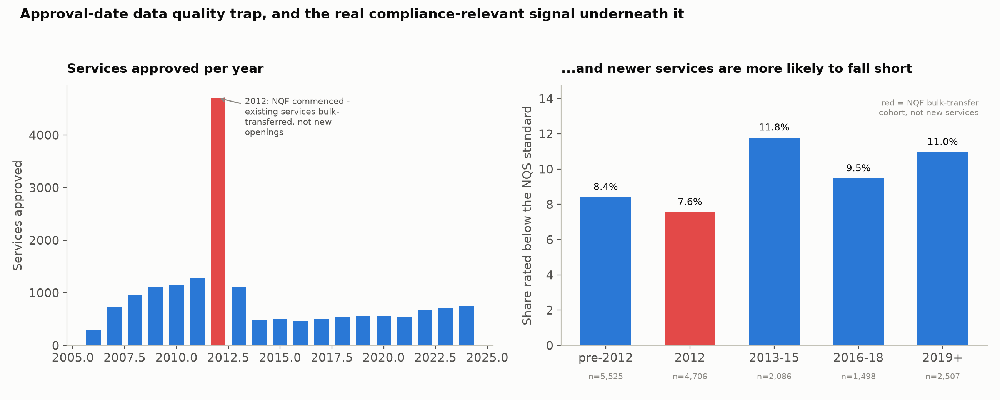 Approval-date data quality trap, and the real compliance-relevant signal underneath it
Services approved per year
Services approved
4000
3000
2000
1000
0
2012: NQF commenced -
existing services bulk-
transferred, not new
openings
2005.0 2007.5 2010.0 2012.5 2015.0 2017.5 2020.0 2022.5 2025.0
...and newer services are more likely to fall short
Share rated below the NQS standard
14
12
10
8
6
4
2
0
red = NQF bulk-transfer
cohort, not new services
8.4%
7.6%
11.8%
9.5%
11.0%
pre-2012 2012 2013-15 2016-18 2019+
n=5,525 n=4,706 n=2,086 n=1,498 n=2,507